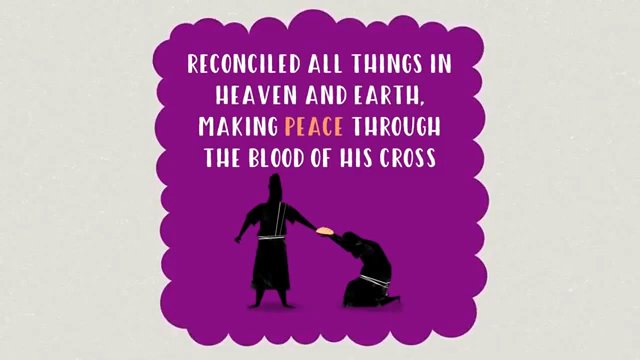 RECONCILED ALL THINGS IN
HEAVEN AND EARTH,
MAKING PEACE THROUGH
THE BLOOD OF HIS CROSS